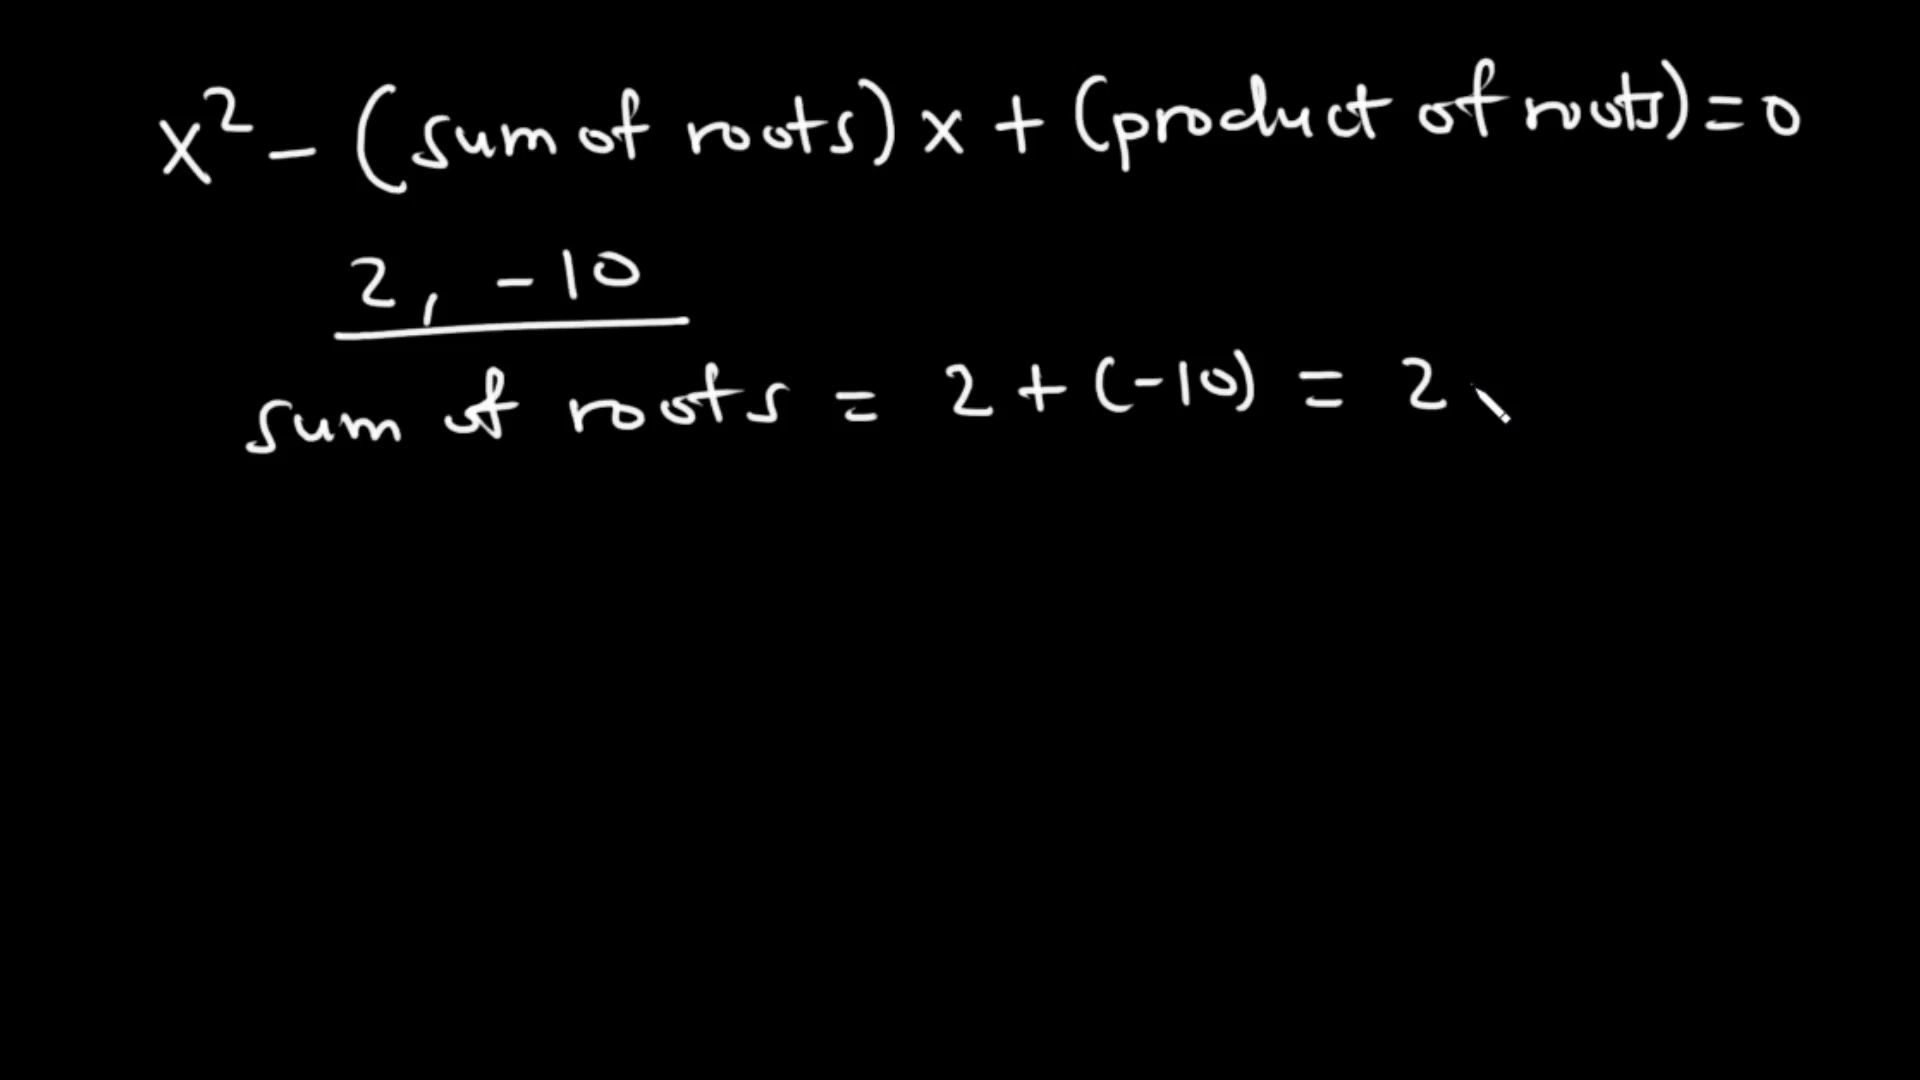 x² - (sum of roots) x + (product of roots) = 0
2, -10
sum of roots = 2 + (-10) = 2